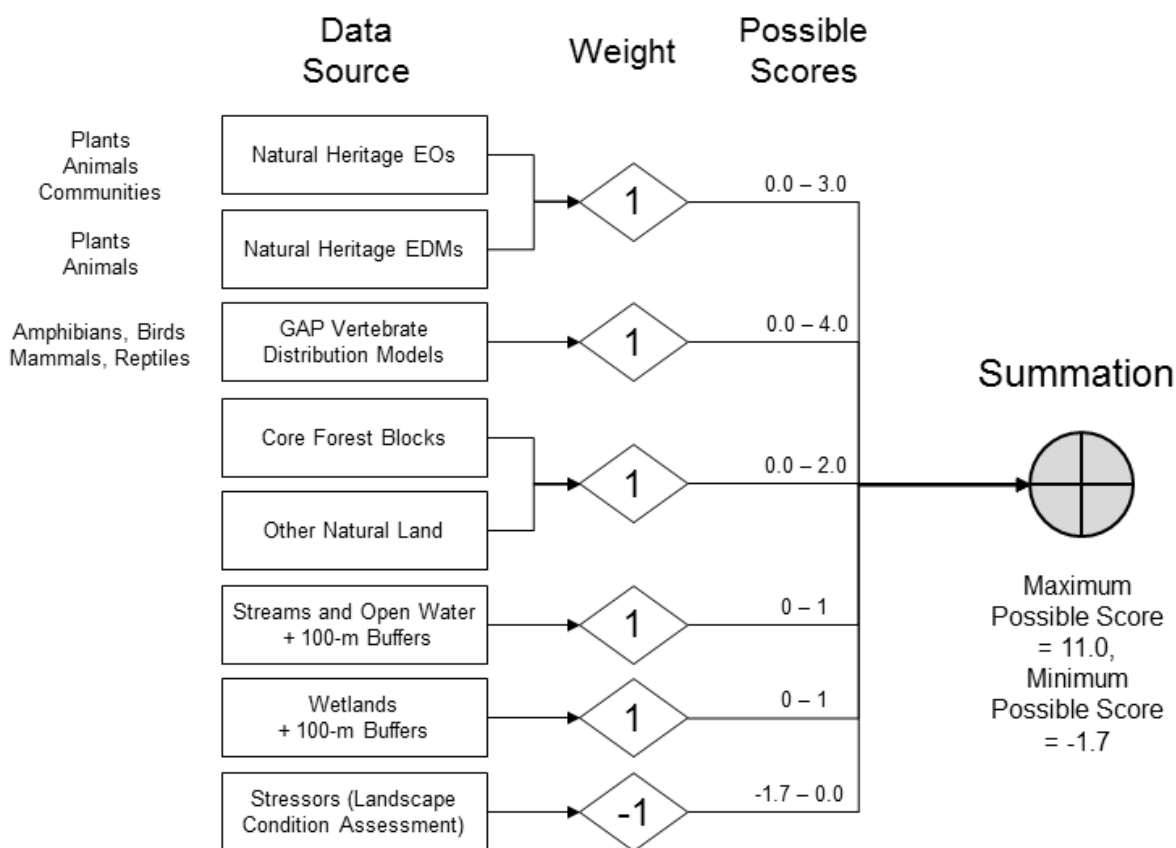 Data
Source
Weight
Possible
Scores
Plants
Animals
Communities
Natural Heritage EOs
1
0.0 – 3.0
Plants
Animals
Natural Heritage EDMs
Amphibians, Birds
Mammals, Reptiles
GAP Vertebrate
Distribution Models
1
0.0 – 4.0
Summation
Core Forest Blocks
1
0.0 – 2.0
Other Natural Land
Streams and Open Water
+ 100-m Buffers
1
0 – 1
Maximum
Possible Score
= 11.0,
Minimum
Possible Score
= -1.7
Wetlands
+ 100-m Buffers
1
0 – 1
Stressors (Landscape
Condition Assessment)
-1
-1.7 – 0.0